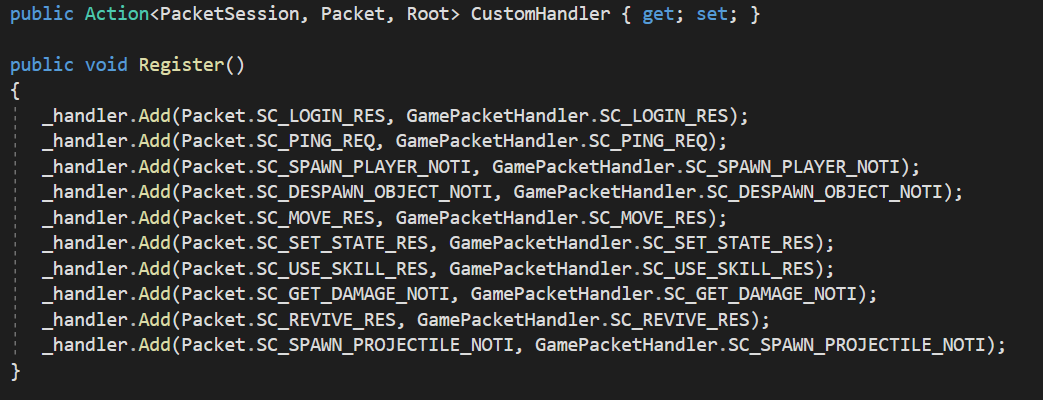 public Action<PacketSession, Packet, Root> CustomHandler { get; set; }
public void Register()
{
_handler.Add(Packet.SC_LOGIN_RES, GamePacketHandler.SC_LOGIN_RES);
_handler.Add(Packet.SC_PING_REQ, GamePacketHandler.SC_PING_REQ);
_handler.Add(Packet.SC_SPAWN_PLAYER_NOTI, GamePacketHandler.SC_SPAWN_PLAYER_NOTI);
_handler.Add(Packet.SC_DESPAWN_OBJECT_NOTI, GamePacketHandler.SC_DESPAWN_OBJECT_NOTI);
_handler.Add(Packet.SC_MOVE_RES, GamePacketHandler.SC_MOVE_RES);
_handler.Add(Packet.SC_SET_STATE_RES, GamePacketHandler.SC_SET_STATE_RES);
_handler.Add(Packet.SC_USE_SKILL_RES, GamePacketHandler.SC_USE_SKILL_RES);
_handler.Add(Packet.SC_GET_DAMAGE_NOTI, GamePacketHandler.SC_GET_DAMAGE_NOTI);
_handler.Add(Packet.SC_REVIVE_RES, GamePacketHandler.SC_REVIVE_RES);
_handler.Add(Packet.SC_SPAWN_PROJECTILE_NOTI, GamePacketHandler.SC_SPAWN_PROJECTILE_NOTI);
}